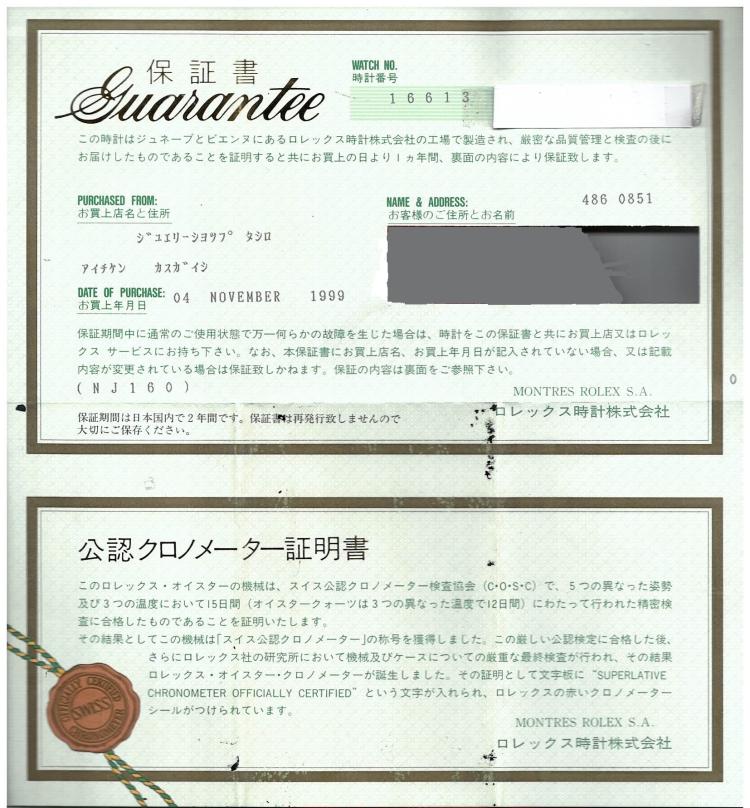 保証書
Guarantee
WATCH NO.
時計番号
16613
この時計はジュネーブとビエンヌにあるロレックス時計株式会社の工場で製造され、厳密な品質管理と検査の後に
お届けしたものであることを証明すると共にお買上の日より1ヵ年間、裏面の内容により保証致します。
PURCHASED FROM:
お買上店名と住所
ジュエリーショップ タシロ
アイチケン カスガイシ
NAME & ADDRESS:
お客様のご住所とお名前
486 0851
DATE OF PURCHASE: 04 NOVEMBER 1999
お買上年月日
保証期間中に通常のご使用状態で万一何らかの故障を生じた場合は、時計をこの保証書と共にお買上店又はロレッ
クス サービスにお持ち下さい。なお、本保証書にお買上店名、お買上年月日が記入されていない場合、又は記載
内容が変更されている場合は保証致しかねます。保証の内容は裏面をご参照下さい。
(NJ160)
MONTRES ROLEX S.A.
ロレックス時計株式会社
保証期間は日本国内で2年間です。保証書は再発行致しませんので
大切にご保存ください。
公認クロノメーター証明書
このロレックス・オイスターの機械は、スイス公認クロノメーター検査協会(C・O・S・C)で、5つの異なった姿勢
及び3つの温度において15日間(オイスタークォーツは3つの異なった温度で12日間)にわたって行われた精密検
査に合格したものであることを証明いたします。
その結果としてこの機械は「スイス公認クロノメーター」の称号を獲得しました。この厳しい公認検定に合格した後、
さらにロレックス社の研究所において機械及びケースについての厳重な最終検査が行われ、その結果
ロレックス・オイスター・クロノメーターが誕生しました。その証明として文字板に "SUPERLATIVE
CHRONOMETER OFFICIALLY CERTIFIED" という文字が入れられ、ロレックスの赤いクロノメーター
シールがつけられています。
MONTRES ROLEX S.A.
ロレックス時計株式会社
OFFICIALLY CERTIFIED
SWISS
CHRONOMETER